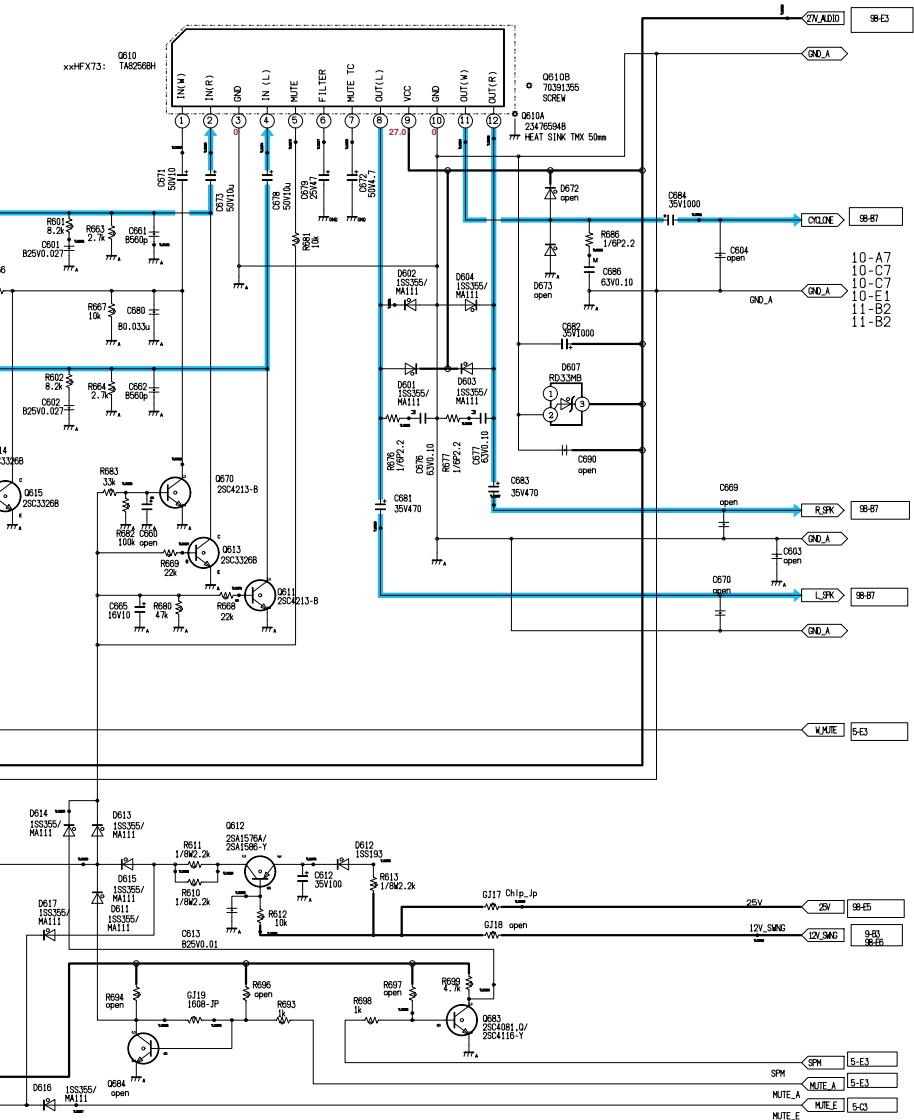 27V_AUDIO 98-E3
GND_A
xxHFX73:
Q610
TA8256BH
IN(W)
IN(R)
GND
IN (L)
MUTE
FILTER
MUTE TC
OUT(L)
VCC
GND
OUT(W)
OUT(R)
1 2 3 4 5 6 7 8 9 10 11 12
0 27.0 0
Q610B
70391355
SCREW
Q610A
23476594B
HEAT SINK TMX 50mm
C671
50V10
C673
50V10u
C678
50V10u
C679
25V47
GND
C672
50V4.7
GND
R681
10k
R601
8.2k
C601
B25V0.027
R663
2.7k
C661
B560p
R667
10k
C680
B0.033u
R602
8.2k
C602
B25V0.027
R664
2.7k
C662
B560p
D672
open
D673
open
R686
1/6P2.2
M
C686
63V0.10
C684
35V1000
C604
open
CYCLONE 98-B7
GND_A
GND_A
10-A7
10-C7
10-C7
10-E1
11-B2
11-B2
D602
1SS355/
MA111
D604
1SS355/
MA111
D601
1SS355/
MA111
D603
1SS355/
MA111
C682
35V1000
D607
RD33MB
1
2
3
C690
open
R676
1/6P2.2
C676
63V0.10
R677
1/6P2.2
C677
63V0.10
C681
35V470
C683
35V470
C669
open
R_SPK 98-B7
GND_A
C603
open
C670
open
L_SPK 98-B7
GND_A
Q615
2SC3326B
R683
33k
R682
100k
C660
open
Q670
2SC4213-B
Q613
2SC3326B
R669
22k
Q611
2SC4213-B
R668
22k
C665
16V10
R680
47k
W_MUTE 5-E3
D614
1SS355/
MA111
D613
1SS355/
MA111
D615
1SS355/
MA111
D611
1SS355/
MA111
D617
1SS355/
MA111
R611
1/8W2.2k
R610
1/8W2.2k
Q612
2SA1576A/
2SA1586-Y
C613
B25V0.01
R612
10k
C612
35V100
D612
1SS193
R613
1/8W2.2k
GJ17 Chip_Jp
GJ18 open
25V
25V 98-E5
12V_SWNG
12V_SWNG
9-B3
98-E6
R694
open
GJ19
1608-JP
R696
open
R693
1k
R698
1k
R697
open
R699
4.7k
Q683
2SC4081.Q/
2SC4116-Y
Q684
open
D616
1SS355/
MA111
SPM
SPM 5-E3
MUTE_A
MUTE_A 5-E3
MUTE_E
MUTE_E 5-C3